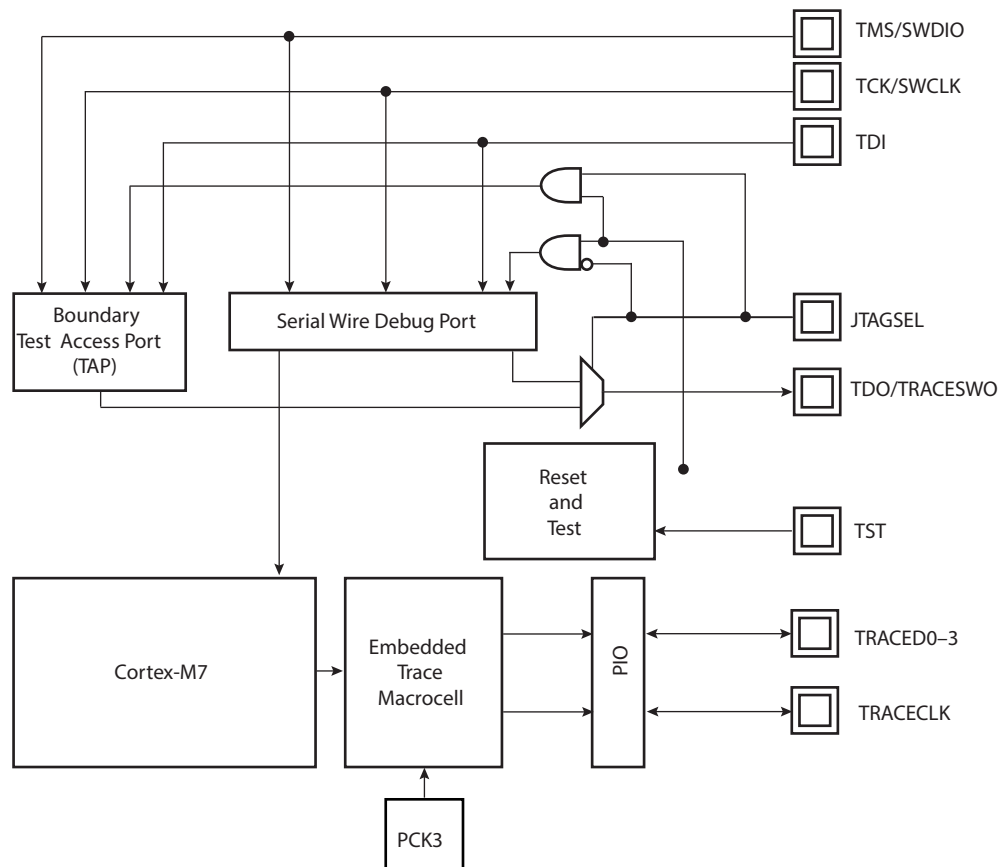 TMS/SWDIO
TCK/SWCLK
TDI
Boundary
Test Access Port
(TAP)
Serial Wire Debug Port
JTAGSEL
TDO/TRACESWO
Reset
and
Test
TST
Cortex-M7
Embedded
Trace
Macrocell
PIO
TRACED0–3
TRACECLK
PCK3